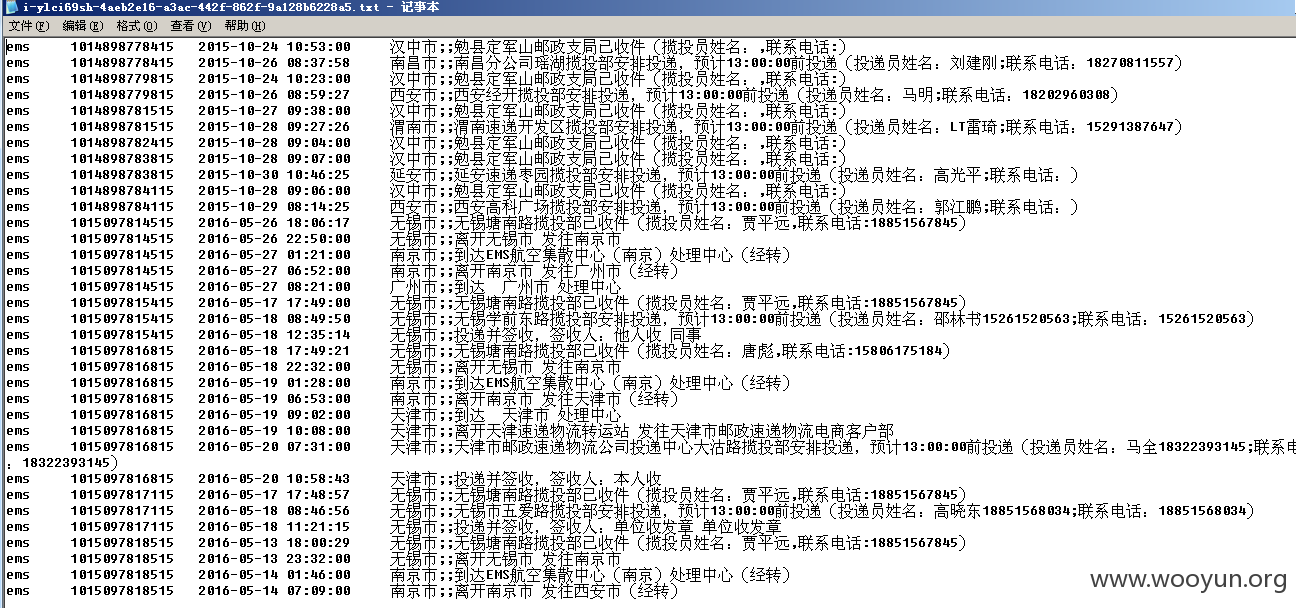 i-ylci69sh-4aeb2e16-a3ac-442f-862f-9a128b6228a5.txt - 记事本
文件(F) 编辑(E) 格式(O) 查看(V) 帮助(H)
ems 1014898778415 2015-10-24 10:53:00 汉中市;;勉县定军山邮政支局已收件（揽投员姓名：,联系电话:）
ems 1014898778415 2015-10-26 08:37:58 南昌市;;南昌分公司瑶湖揽投部安排投递，预计13:00:00前投递（投递员姓名：刘建刚;联系电话：18270811557）
ems 1014898779815 2015-10-24 10:23:00 汉中市;;勉县定军山邮政支局已收件（揽投员姓名：,联系电话:）
ems 1014898779815 2015-10-26 08:59:27 西安市;;西安经开揽投部安排投递，预计13:00:00前投递（投递员姓名：马明;联系电话：18202960308）
ems 1014898781515 2015-10-27 09:38:00 汉中市;;勉县定军山邮政支局已收件（揽投员姓名：,联系电话:）
ems 1014898781515 2015-10-28 09:27:26 渭南市;;渭南速递开发区揽投部安排投递，预计13:00:00前投递（投递员姓名：LT雷琦;联系电话：15291387647）
ems 1014898782415 2015-10-28 09:04:00 汉中市;;勉县定军山邮政支局已收件（揽投员姓名：,联系电话:）
ems 1014898783815 2015-10-28 09:07:00 汉中市;;勉县定军山邮政支局已收件（揽投员姓名：,联系电话:）
ems 1014898783815 2015-10-30 10:46:25 延安市;;延安速递枣园揽投部安排投递，预计13:00:00前投递（投递员姓名：高光平;联系电话：）
ems 1014898784115 2015-10-28 09:06:00 汉中市;;勉县定军山邮政支局已收件（揽投员姓名：,联系电话:）
ems 1014898784115 2015-10-29 08:14:25 西安市;;西安高科广场揽投部安排投递，预计13:00:00前投递（投递员姓名：郭江鹏;联系电话：）
ems 1015097814515 2016-05-26 18:06:17 无锡市;;无锡塘南路揽投部已收件（揽投员姓名：贾平远,联系电话:18851567845）
ems 1015097814515 2016-05-26 22:50:00 无锡市;;离开无锡市 发往南京市
ems 1015097814515 2016-05-27 01:21:00 南京市;;到达EMS航空集散中心（南京）处理中心（经转）
ems 1015097814515 2016-05-27 06:52:00 南京市;;离开南京市 发往广州市（经转）
ems 1015097814515 2016-05-27 08:21:00 广州市;;到达 广州市 处理中心
ems 1015097815415 2016-05-17 17:49:00 无锡市;;无锡塘南路揽投部已收件（揽投员姓名：贾平远,联系电话:18851567845）
ems 1015097815415 2016-05-18 08:49:50 无锡市;;无锡学前东路揽投部安排投递，预计13:00:00前投递（投递员姓名：邵林书15261520563;联系电话：15261520563）
ems 1015097815415 2016-05-18 12:35:14 无锡市;;投递并签收，签收人：他人收 同事
ems 1015097816815 2016-05-18 17:49:21 无锡市;;无锡塘南路揽投部已收件（揽投员姓名：唐彪,联系电话:15806175184）
ems 1015097816815 2016-05-18 22:32:00 无锡市;;离开无锡市 发往南京市
ems 1015097816815 2016-05-19 01:28:00 南京市;;到达EMS航空集散中心（南京）处理中心（经转）
ems 1015097816815 2016-05-19 06:53:00 南京市;;离开南京市 发往天津市（经转）
ems 1015097816815 2016-05-19 09:02:00 天津市;;到达 天津市 处理中心
ems 1015097816815 2016-05-19 10:08:00 天津市;;离开天津速递物流转运站 发往天津市邮政速递物流电商客户部
ems 1015097816815 2016-05-20 07:31:00 天津市;;天津市邮政速递物流公司投递中心大沽路揽投部安排投递，预计13:00:00前投递（投递员姓名：马全18322393145;联系电
：18322393145）
ems 1015097816815 2016-05-20 10:58:43 天津市;;投递并签收，签收人：本人收
ems 1015097817115 2016-05-17 17:48:57 无锡市;;无锡塘南路揽投部已收件（揽投员姓名：贾平远,联系电话:18851567845）
ems 1015097817115 2016-05-18 08:46:56 无锡市;;无锡市五爱路揽投部安排投递，预计13:00:00前投递（投递员姓名：高晓东18851568034;联系电话：18851568034）
ems 1015097817115 2016-05-18 11:21:15 无锡市;;投递并签收，签收人：单位收发章 单位收发章
ems 1015097818515 2016-05-13 18:00:29 无锡市;;无锡塘南路揽投部已收件（揽投员姓名：贾平远,联系电话:18851567845）
ems 1015097818515 2016-05-13 23:32:00 无锡市;;离开无锡市 发往南京市
ems 1015097818515 2016-05-14 01:46:00 南京市;;到达EMS航空集散中心（南京）处理中心（经转）
ems 1015097818515 2016-05-14 07:09:00 南京市;;离开南京市 发往西安市（经转）
www.wooyun.org